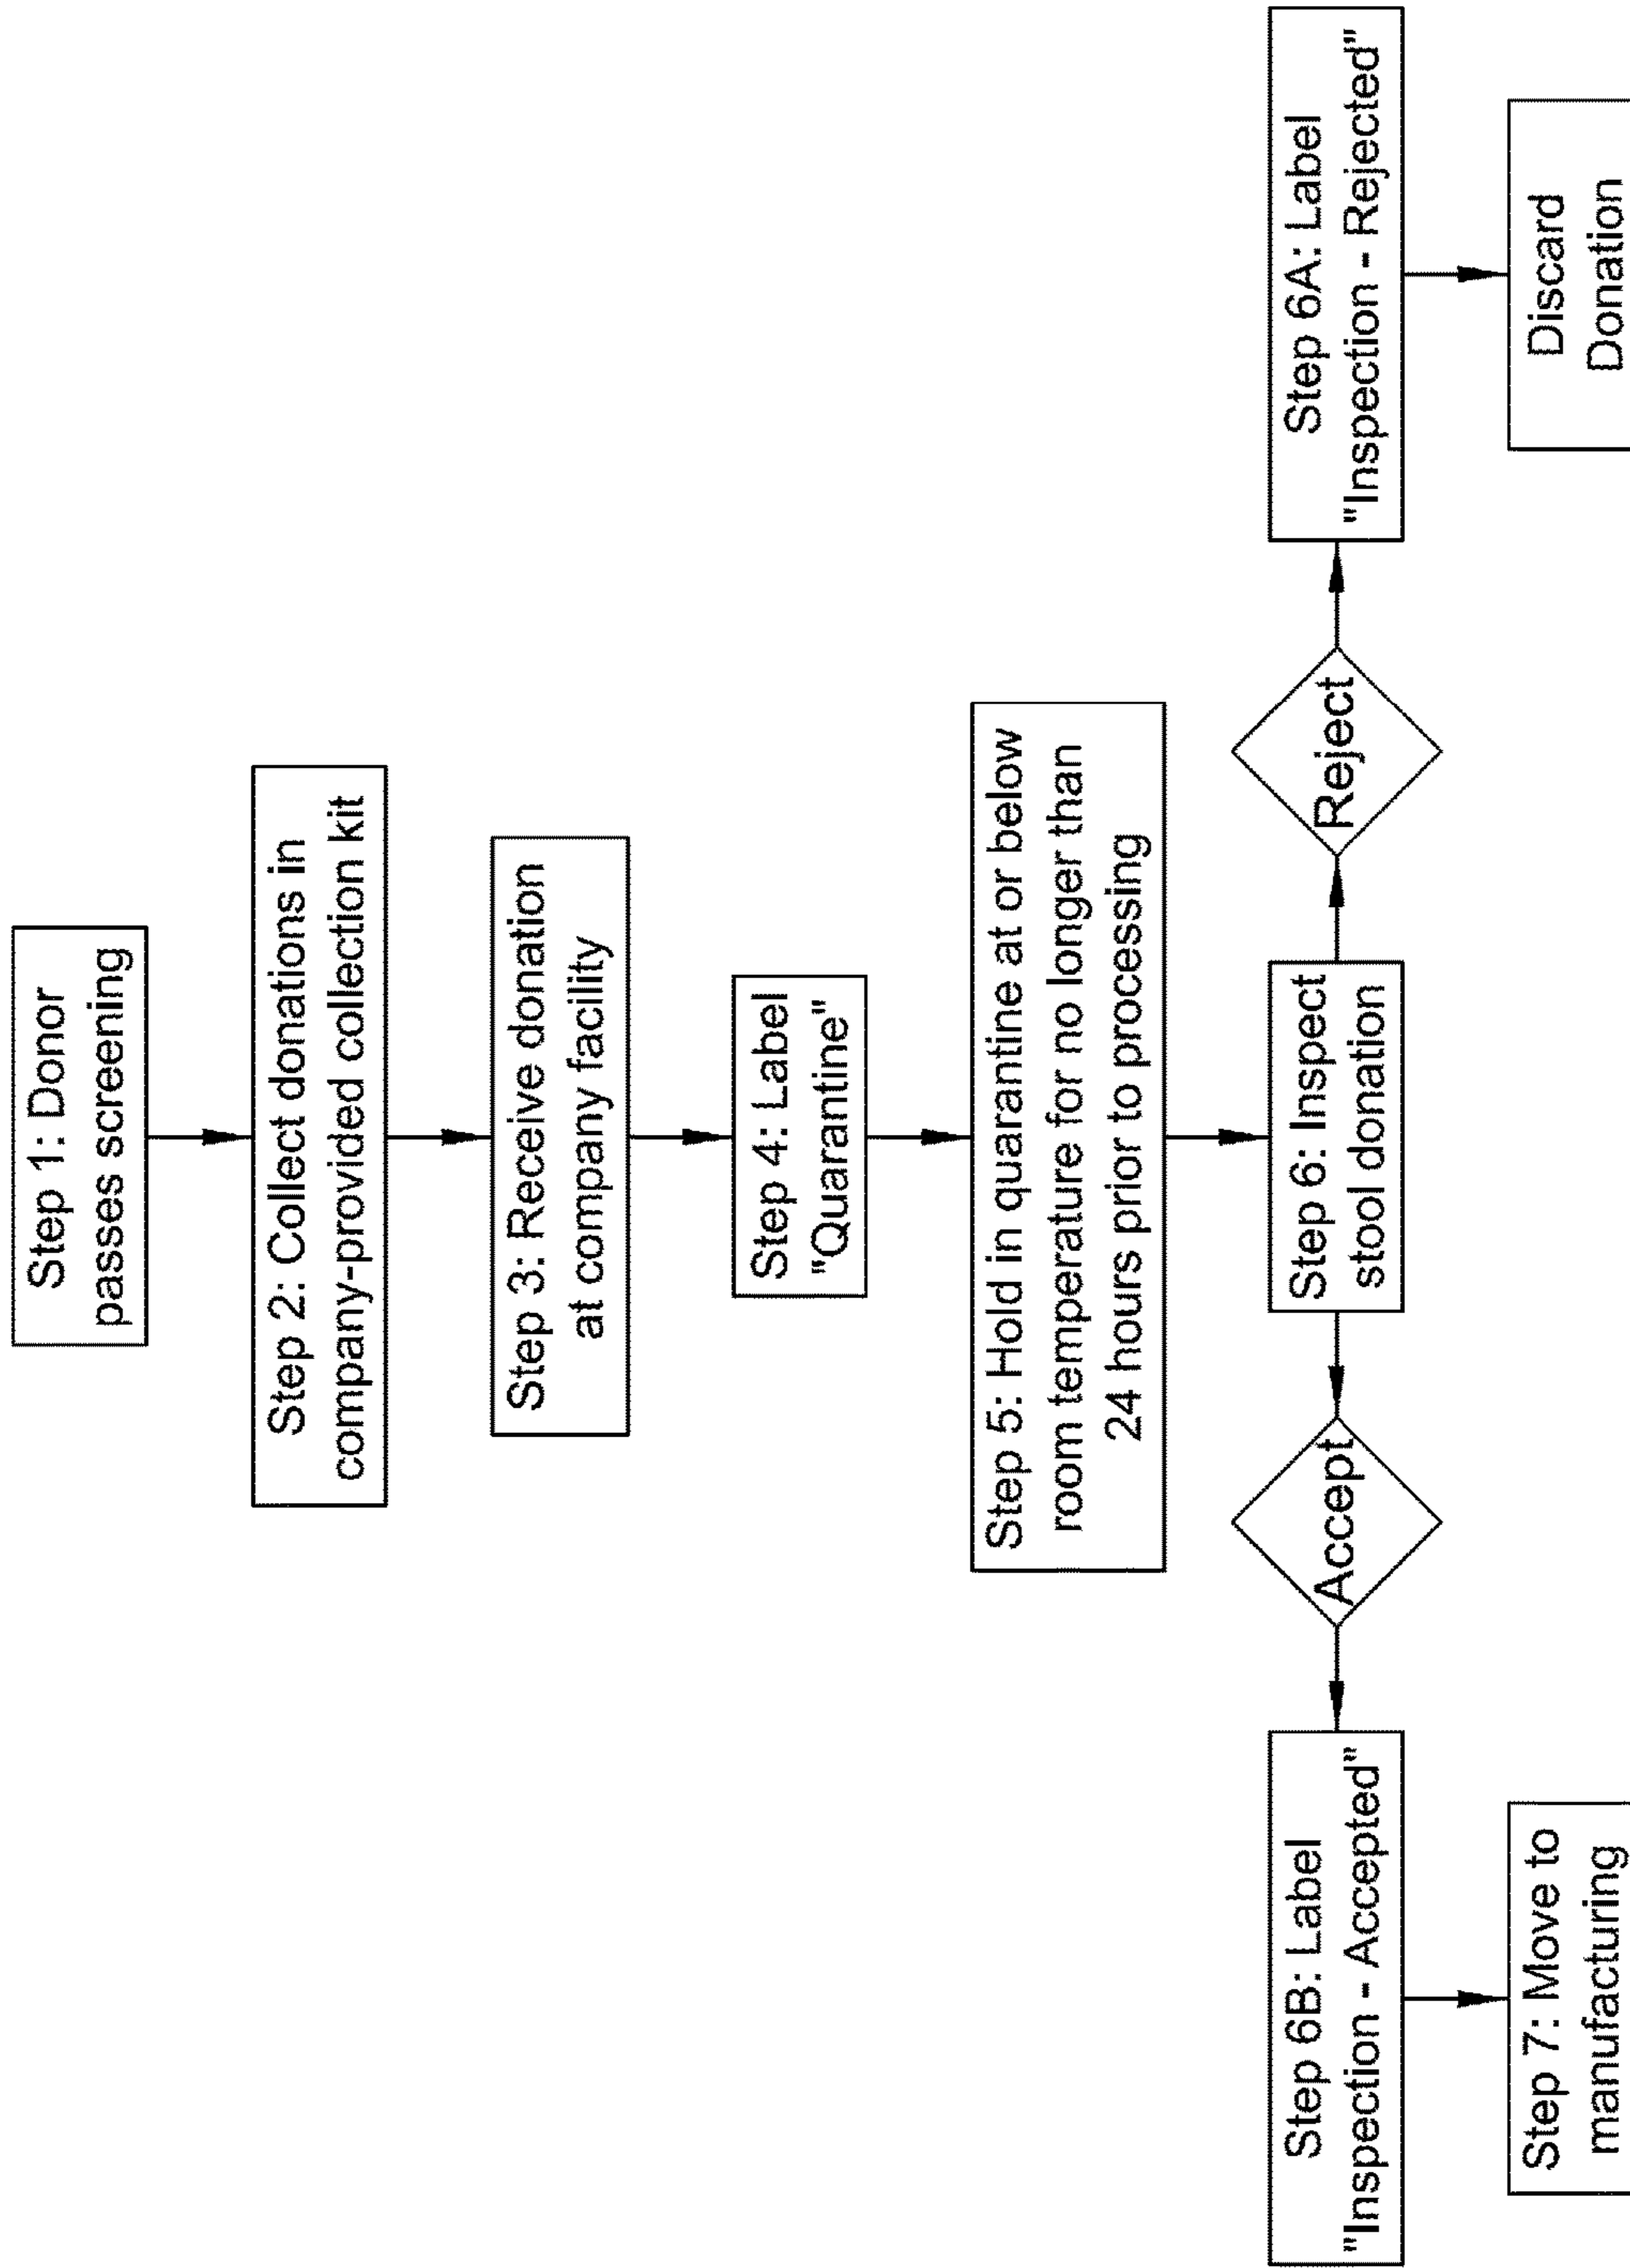 Step 1: Donor
passes screening
Step 2: Collect donations in
company-provided collection kit
Step 3: Receive donation
at company facility
Step 4: Label
"Quarantine"
Step 5: Hold in quarantine at or below
room temperature for no longer than
24 hours prior to processing
Step 6: Inspect
stool donation
Accept
Reject
Step 6B: Label
"Inspection - Accepted"
Step 6A: Label
"Inspection - Rejected"
Step 7: Move to
manufacturing
Discard
Donation